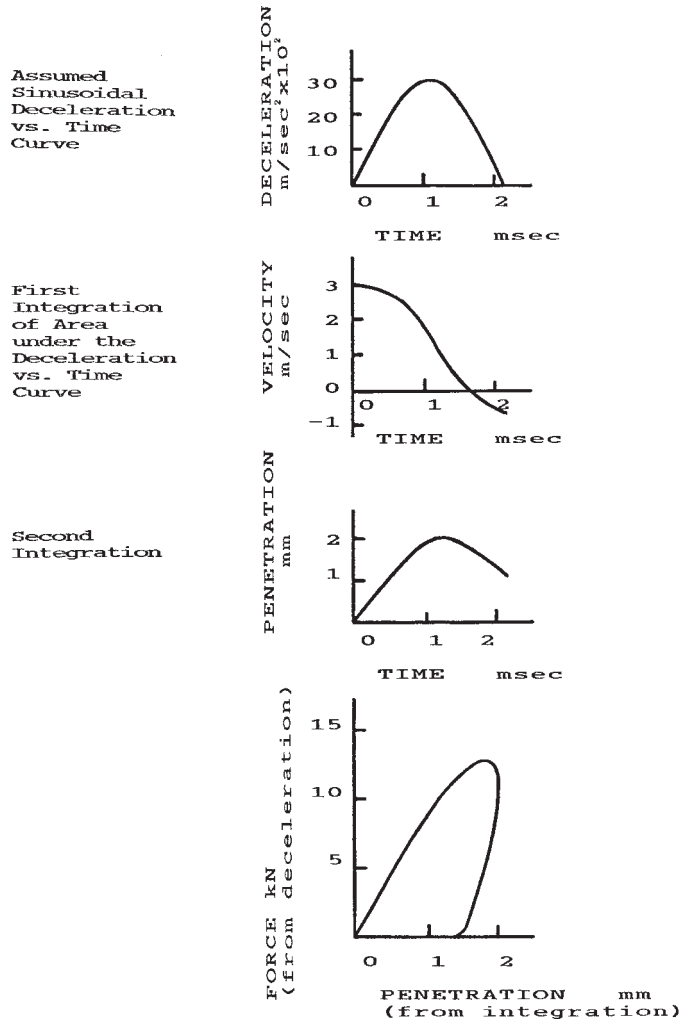 Assumed
Sinusoidal
Deceleration
vs. Time
Curve
DECELERATION
m/sec²x10²
30
20
10
0 1 2
TIME msec
First
Integration
of Area
under the
Deceleration
vs. Time
Curve
VELOCITY
m/sec
3
2
1
0
-1
0 1 2
TIME msec
Second
Integration
PENETRATION
mm
2
1
0 1 2
TIME msec
FORCE kN
(from deceleration)
15
10
5
0 1 2
PENETRATION mm
(from integration)